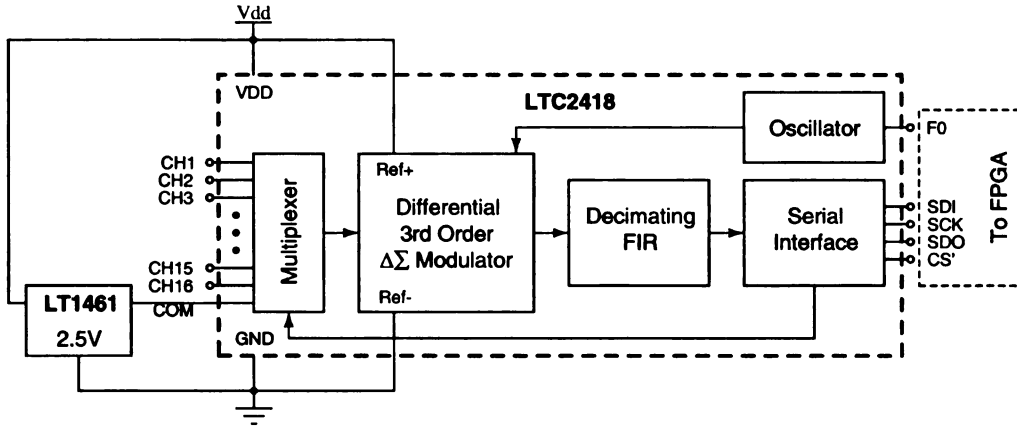 Vdd
VDD
LTC2418
Oscillator
F0
CH1
CH2
CH3
CH15
CH16
COM
Multiplexer
Ref+
Differential
3rd Order
ΔΣ Modulator
Ref-
Decimating
FIR
Serial
Interface
SDI
SCK
SDO
CS'
To FPGA
LT1461
2.5V
GND